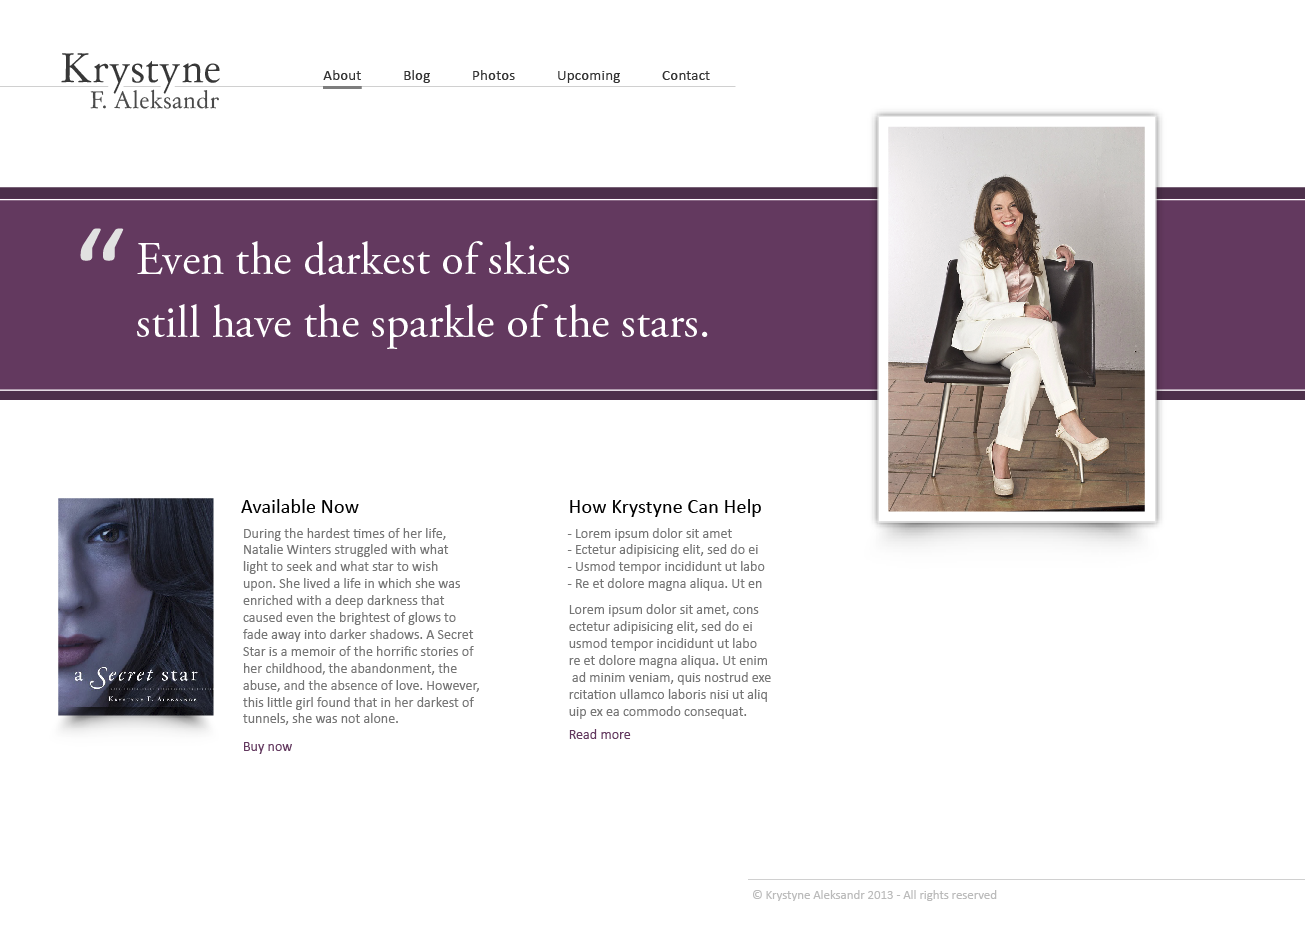 Krystyne
F. Aleksandr
About Blog Photos Upcoming Contact
“ Even the darkest of skies
still have the sparkle of the stars.
a Secret star
Krystyne F. Aleksandr
Available Now
During the hardest times of her life,
Natalie Winters struggled with what
light to seek and what star to wish
upon. She lived a life in which she was
enriched with a deep darkness that
caused even the brightest of glows to
fade away into darker shadows. A Secret
Star is a memoir of the horrific stories of
her childhood, the abandonment, the
abuse, and the absence of love. However,
this little girl found that in her darkest of
tunnels, she was not alone.
Buy now
How Krystyne Can Help
- Lorem ipsum dolor sit amet
- Ectetur adipisicing elit, sed do ei
- Usmod tempor incididunt ut labo
- Re et dolore magna aliqua. Ut en
Lorem ipsum dolor sit amet, cons
ectetur adipisicing elit, sed do ei
usmod tempor incididunt ut labo
re et dolore magna aliqua. Ut enim
ad minim veniam, quis nostrud exe
rcitation ullamco laboris nisi ut aliq
uip ex ea commodo consequat.
Read more
© Krystyne Aleksandr 2013 - All rights reserved